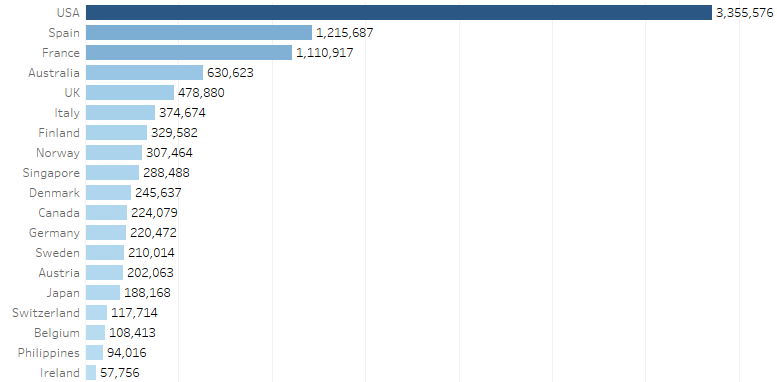 USA 3,355,576
Spain 1,215,687
France 1,110,917
Australia 630,623
UK 478,880
Italy 374,674
Finland 329,582
Norway 307,464
Singapore 288,488
Denmark 245,637
Canada 224,079
Germany 220,472
Sweden 210,014
Austria 202,063
Japan 188,168
Switzerland 117,714
Belgium 108,413
Philippines 94,016
Ireland 57,756